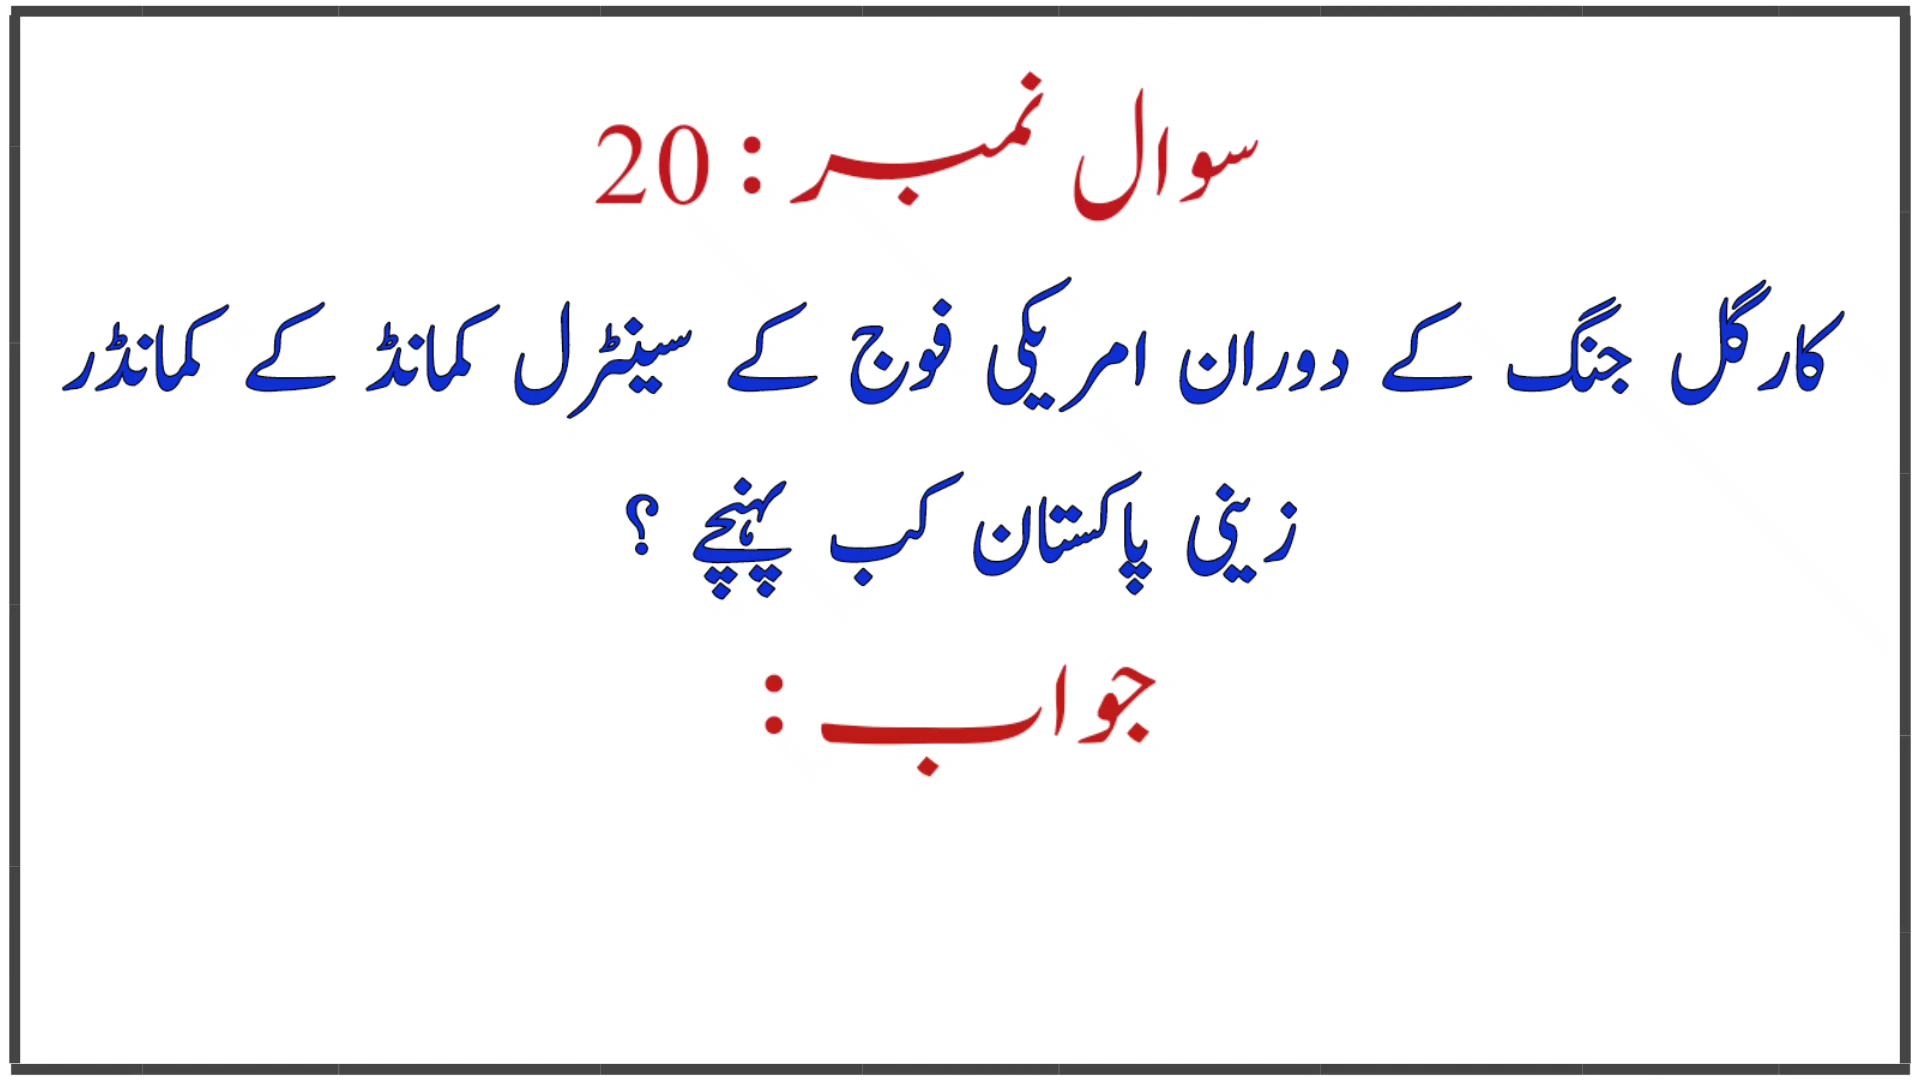 سوال نمبر : 20
کارگل جنگ کے دوران امریکی فوج کے سینٹرل کمانڈ کے کمانڈر
زینی پاکستان کب پہنچے ؟
جواب :